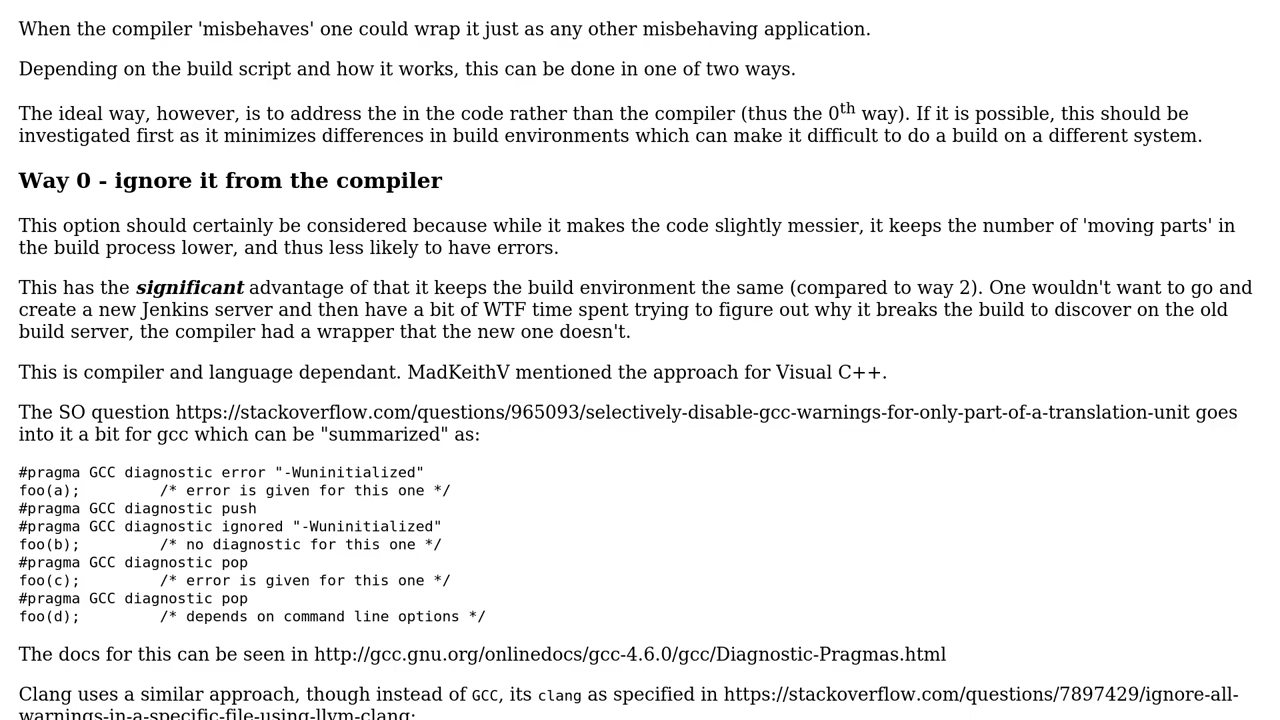 When the compiler 'misbehaves' one could wrap it just as any other misbehaving application.
Depending on the build script and how it works, this can be done in one of two ways.
The ideal way, however, is to address the in the code rather than the compiler (thus the 0th way). If it is possible, this should be
investigated first as it minimizes differences in build environments which can make it difficult to do a build on a different system.
Way 0 - ignore it from the compiler
This option should certainly be considered because while it makes the code slightly messier, it keeps the number of 'moving parts' in
the build process lower, and thus less likely to have errors.
This has the significant advantage of that it keeps the build environment the same (compared to way 2). One wouldn't want to go and
create a new Jenkins server and then have a bit of WTF time spent trying to figure out why it breaks the build to discover on the old
build server, the compiler had a wrapper that the new one doesn't.
This is compiler and language dependant. MadKeithV mentioned the approach for Visual C++.
The SO question https://stackoverflow.com/questions/965093/selectively-disable-gcc-warnings-for-only-part-of-a-translation-unit goes
into it a bit for gcc which can be "summarized" as:
#pragma GCC diagnostic error "-Wuninitialized"
foo(a);         /* error is given for this one */
#pragma GCC diagnostic push
#pragma GCC diagnostic ignored "-Wuninitialized"
foo(b);         /* no diagnostic for this one */
#pragma GCC diagnostic pop
foo(c);         /* error is given for this one */
#pragma GCC diagnostic pop
foo(d);         /* depends on command line options */
The docs for this can be seen in http://gcc.gnu.org/onlinedocs/gcc-4.6.0/gcc/Diagnostic-Pragmas.html
Clang uses a similar approach, though instead of GCC, its clang as specified in https://stackoverflow.com/questions/7897429/ignore-all-
warnings-in-a-specific-file-using-llvm-clang: